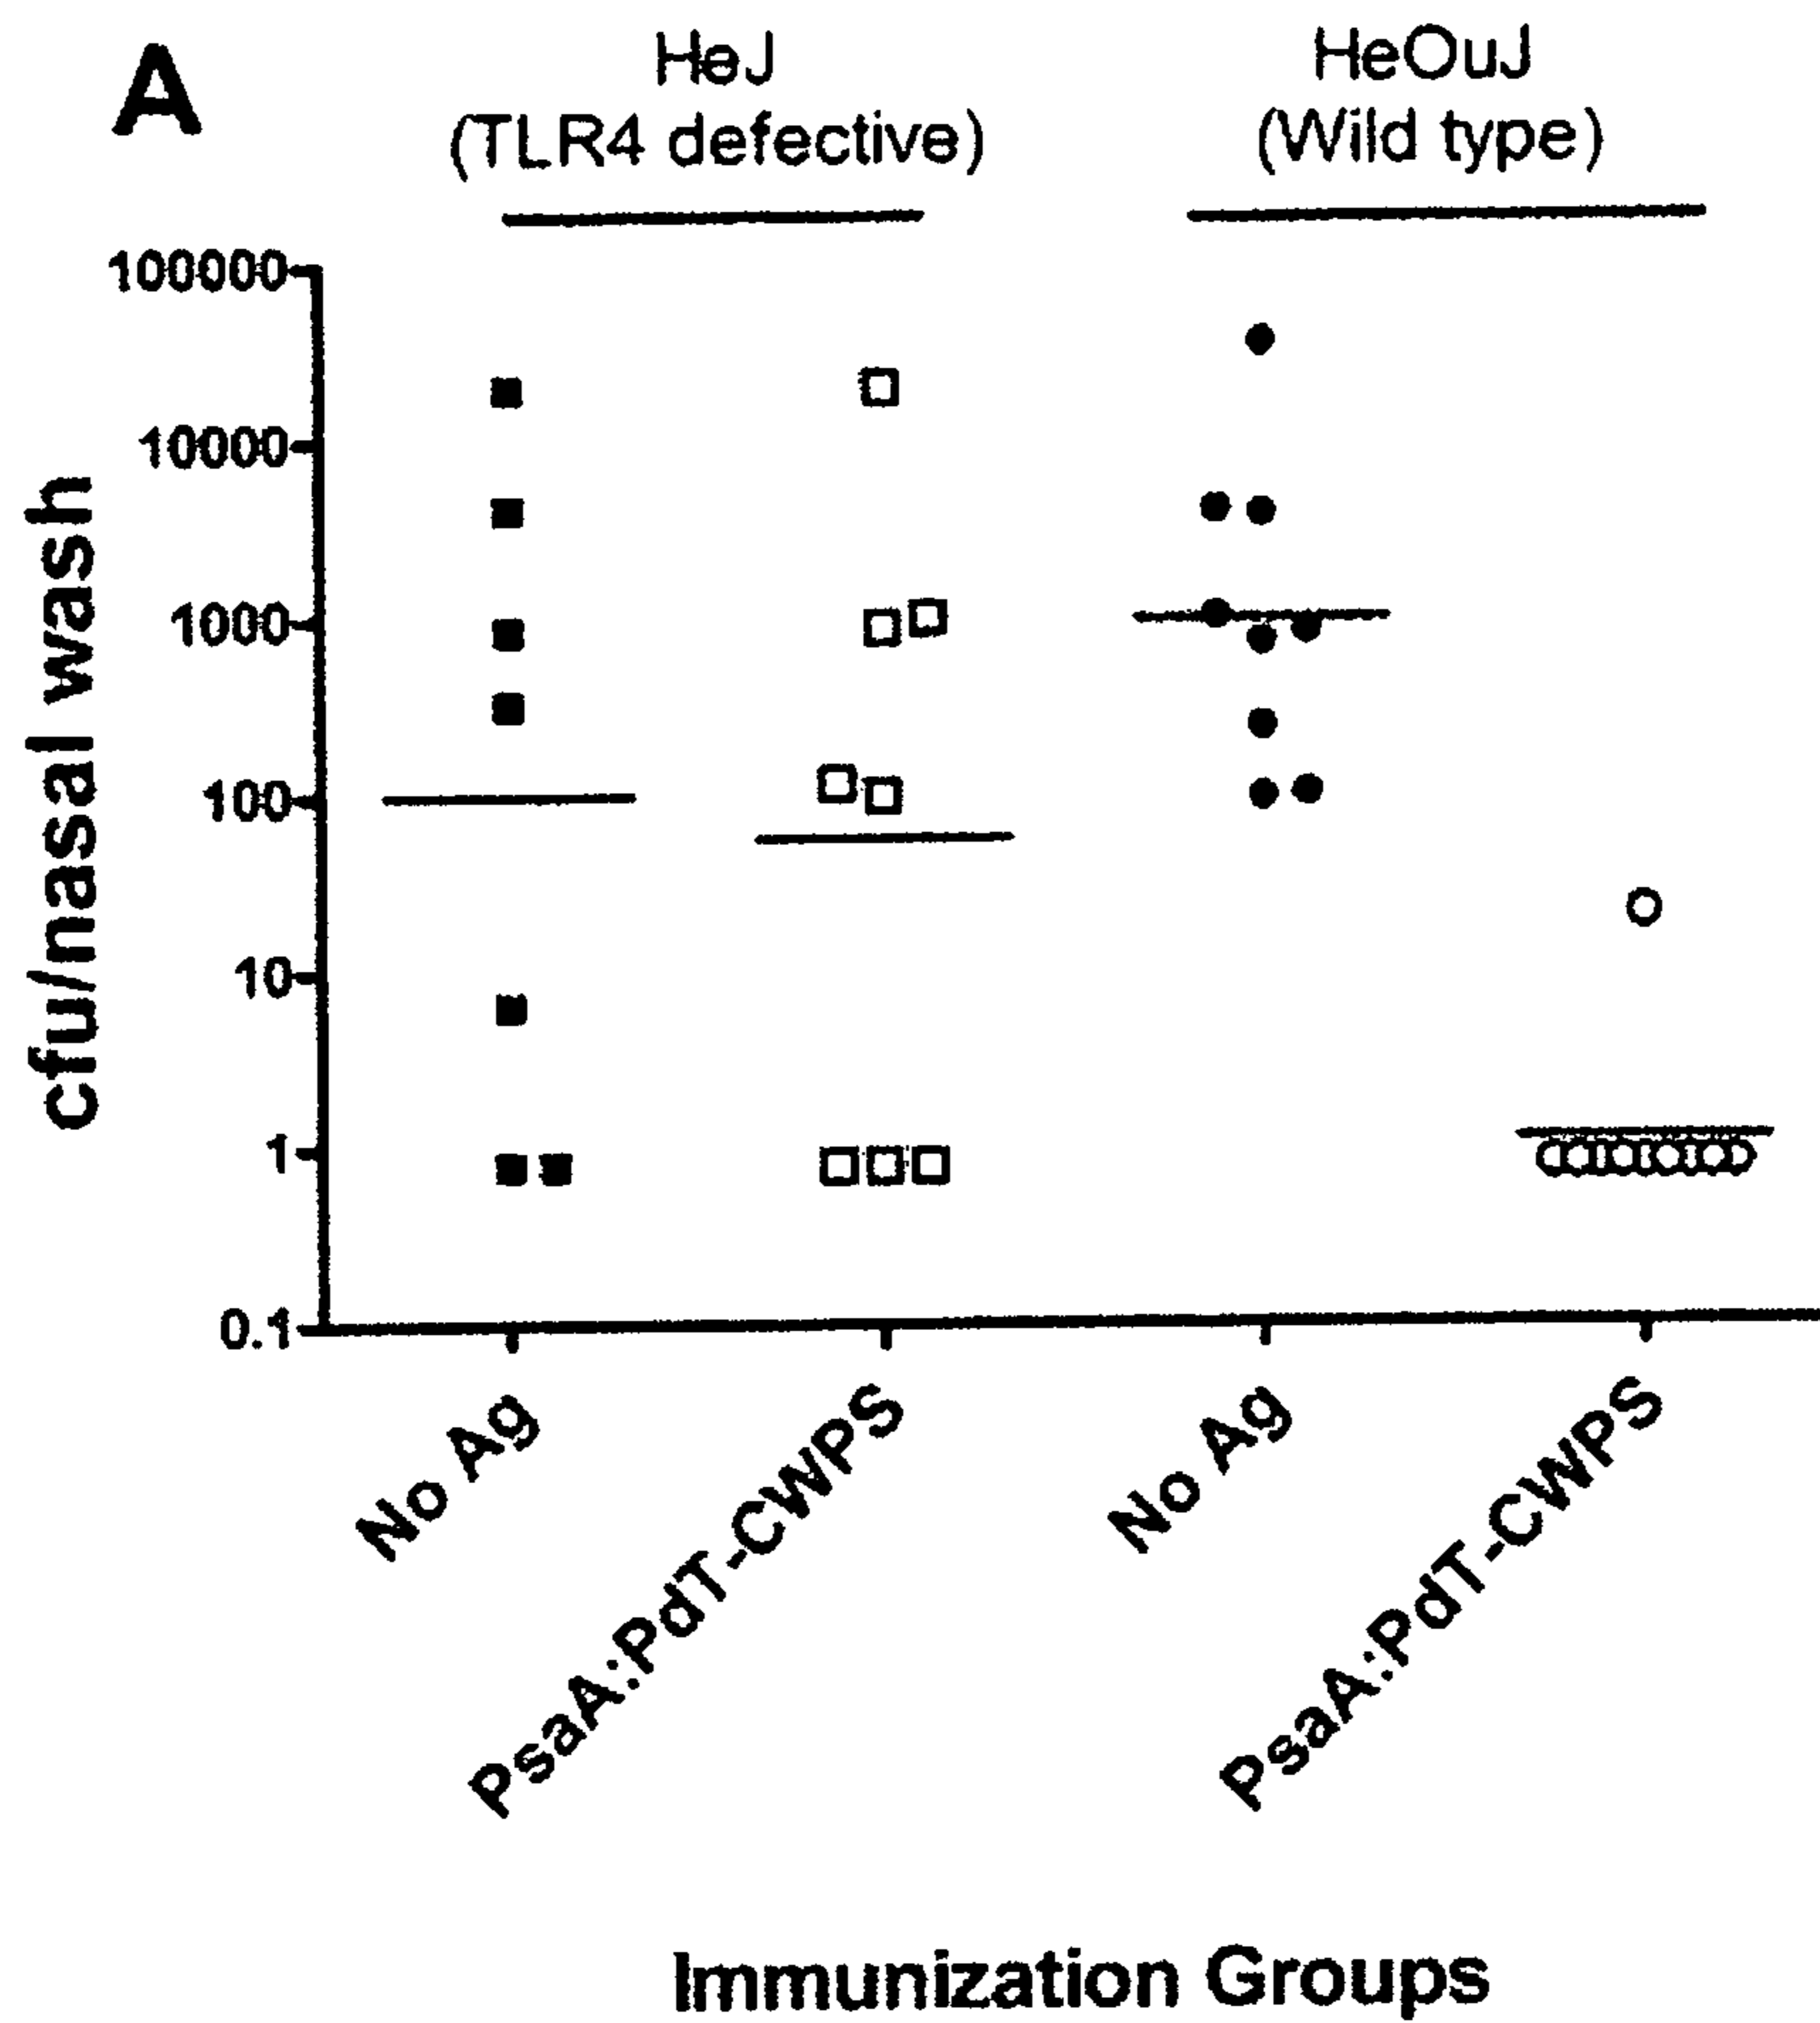 A
HeJ
(TLR4 defective)
HeOuJ
(Wild type)
100000
10000
1000
100
10
1
0.1
cfu/nasal wash
No Ag
PsaA:PdT-CWPS
No Ag
PsaA:PdT-CWPS
Immunization Groups